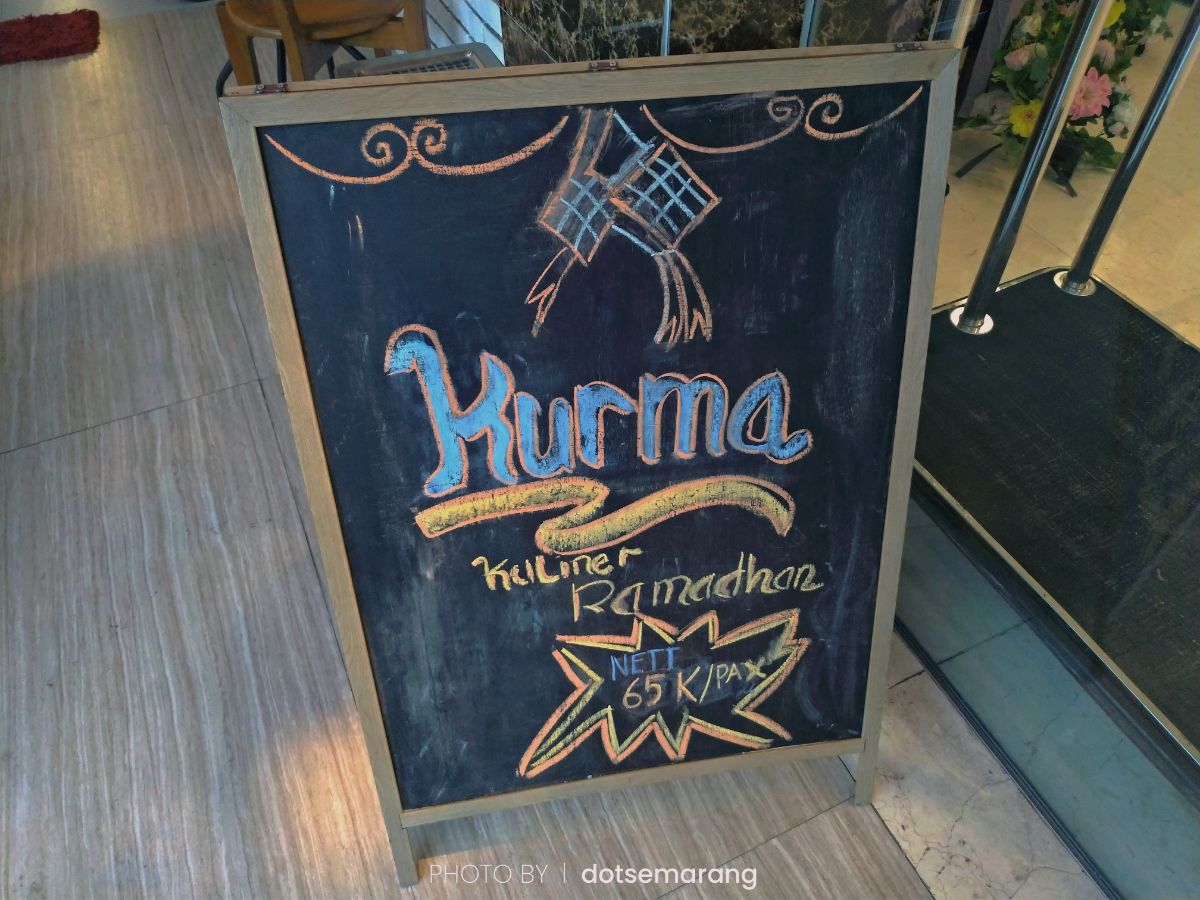 Kurma
Kuliner
Ramadhan
NETT
65 K/PAX
PHOTO BY | dotsemarang